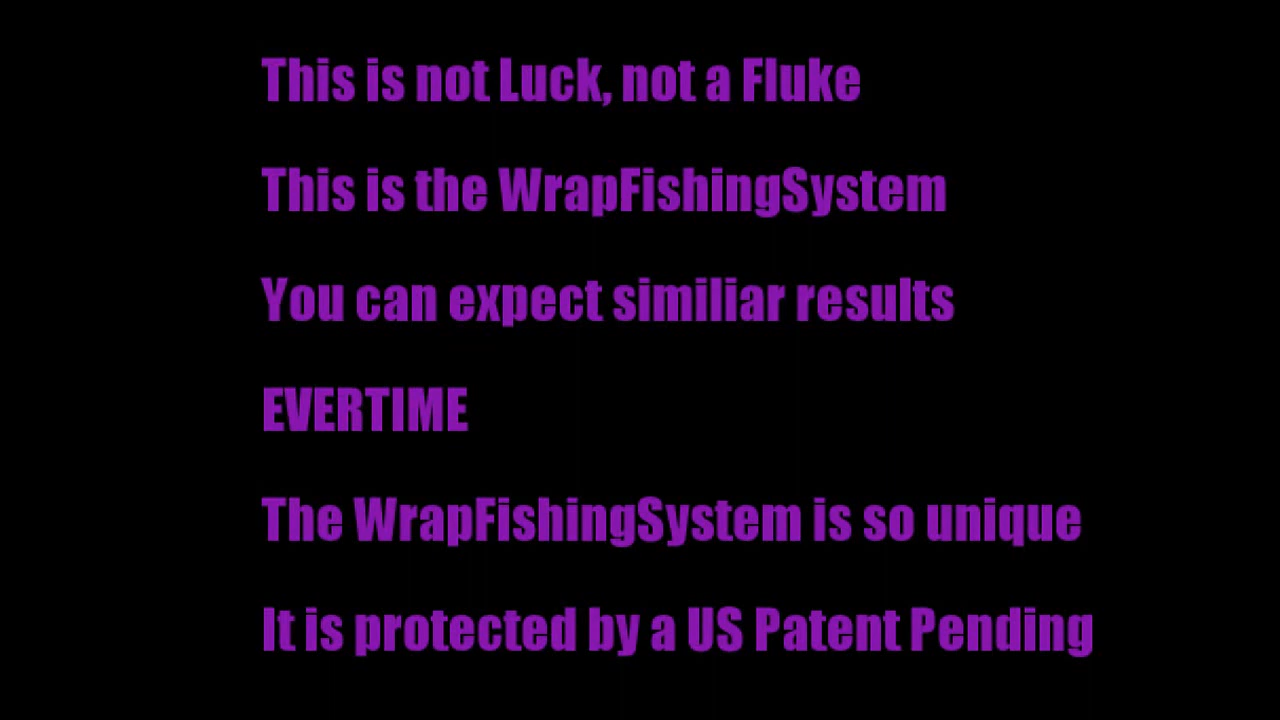 This is not Luck, not a Fluke
This is the WrapFishingSystem
You can expect similiar results
EVERTIME
The WrapFishingSystem is so unique
It is protected by a US Patent Pending